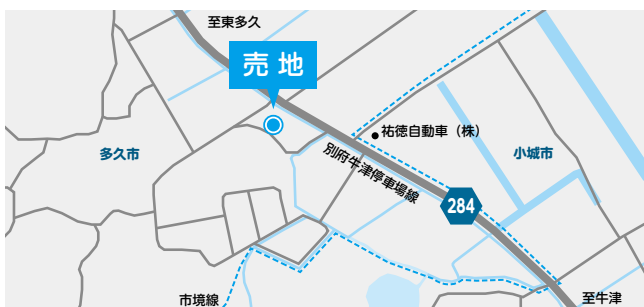 至東多久
売地
祐徳自動車（株）
多久市
小城市
別府牛津停車場線
284
市境線
至牛津